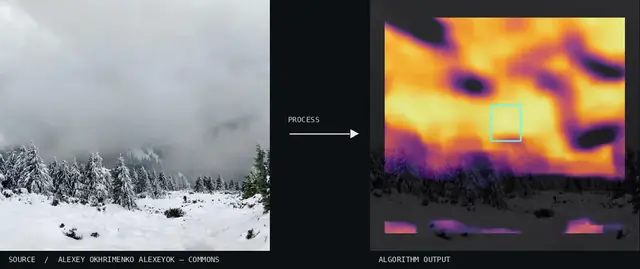 PROCESS
SOURCE / ALEXEY OKHRIMENKO ALEXEYOK — COMMONS
ALGORITHM OUTPUT